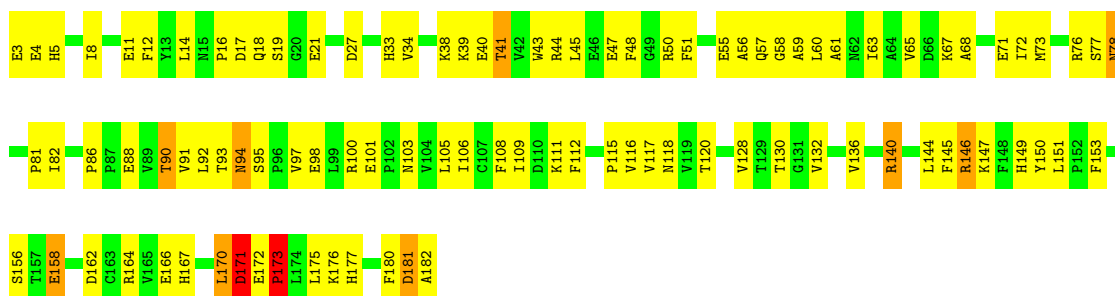 E3 E4 H5 I8 E11 F12 Y13 L14 N15 P16 D17 Q18 S19 G20 E21 D27 H33 V34 K38 K39 E40 T41 V42 W43 R44 L45 E46 E47 F48 G49 R50 F51 E55 A56 Q57 G58 A59 L60 A61 N62 I63 A64 V65 D66 K67 A68 E71 I72 M73 R76 S77 N78
P81 I82 P86 P87 E88 V89 T90 V91 L92 T93 N94 S95 P96 V97 E98 L99 R100 E101 P102 N103 V104 L105 I106 C107 F108 I109 D110 K111 F112 P115 V116 V117 N118 V119 T120 V128 T129 T130 G131 V132 V136 R140 L144 F145 R146 K147 F148 H149 Y150 L151 P152 F153
S156 T157 E158 D162 C163 R164 V165 E166 H167 L170 D171 E172 P173 L174 L175 K176 H177 F180 D181 A182